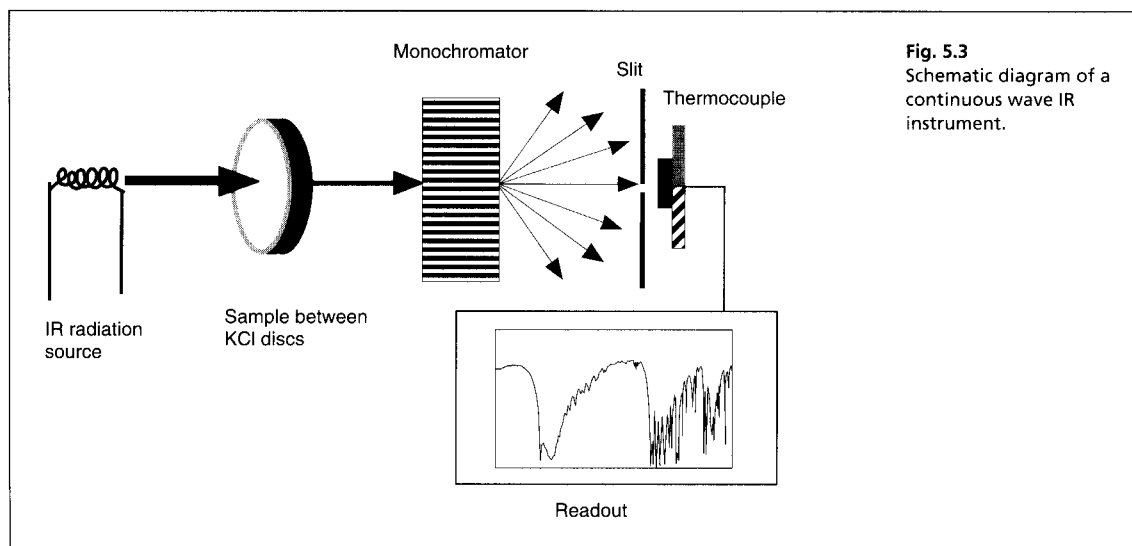 Monochromator
Slit
Thermocouple
Fig. 5.3
Schematic diagram of a
continuous wave IR
instrument.
IR radiation
source
Sample between
KCl discs
Readout